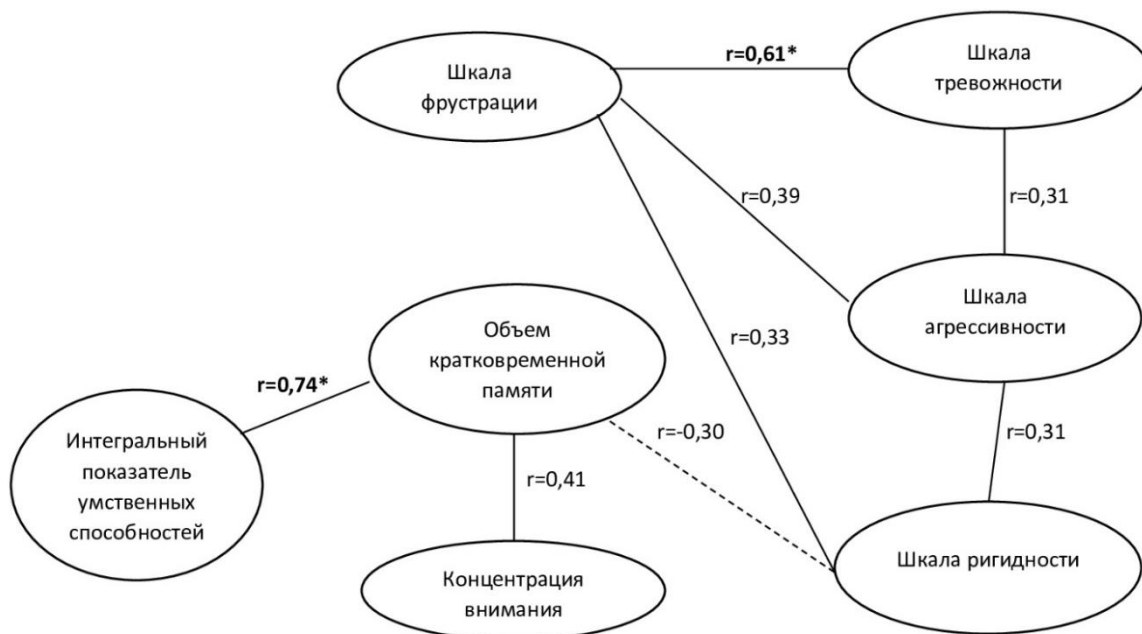 Шкала
фрустрации
r=0,61*
Шкала
тревожности
r=0,39
r=0,31
Шкала
агрессивности
Объем
кратковременной
памяти
r=0,33
r=0,74*
Интегральный
показатель
умственных
способностей
r=-0,30
r=0,31
r=0,41
Концентрация
внимания
Шкала ригидности